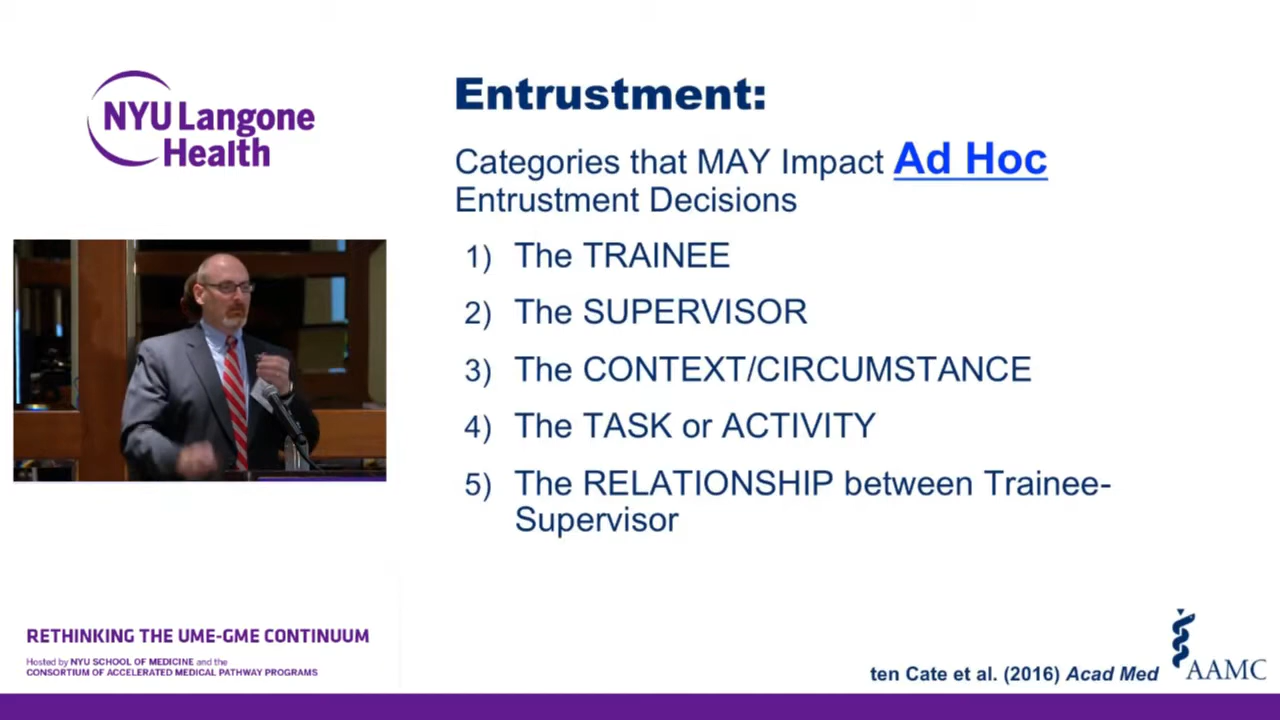 NYU Langone
Health
Entrustment:
Categories that MAY Impact Ad Hoc
Entrustment Decisions
1) The TRAINEE
2) The SUPERVISOR
3) The CONTEXT/CIRCUMSTANCE
4) The TASK or ACTIVITY
5) The RELATIONSHIP between Trainee-
Supervisor
RETHINKING THE UME-GME CONTINUUM
Hosted by NYU SCHOOL OF MEDICINE and the
CONSORTIUM OF ACCELERATED MEDICAL PATHWAY PROGRAMS
ten Cate et al. (2016) Acad Med
AAMC